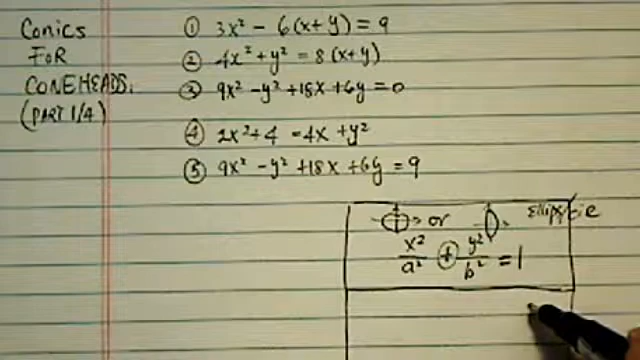 Conics
FOR
CONEHEADS.
(PART 1/4)
① 3x² - 6(x+y) = 9
② 4x² + y² = 8(x+y)
③ 9x² - y² + 18x + 6y = 0
④ 2x² + 4 = 4x + y²
⑤ 9x² - y² + 18x + 6y = 9
or
x²/a² + y²/b² = 1